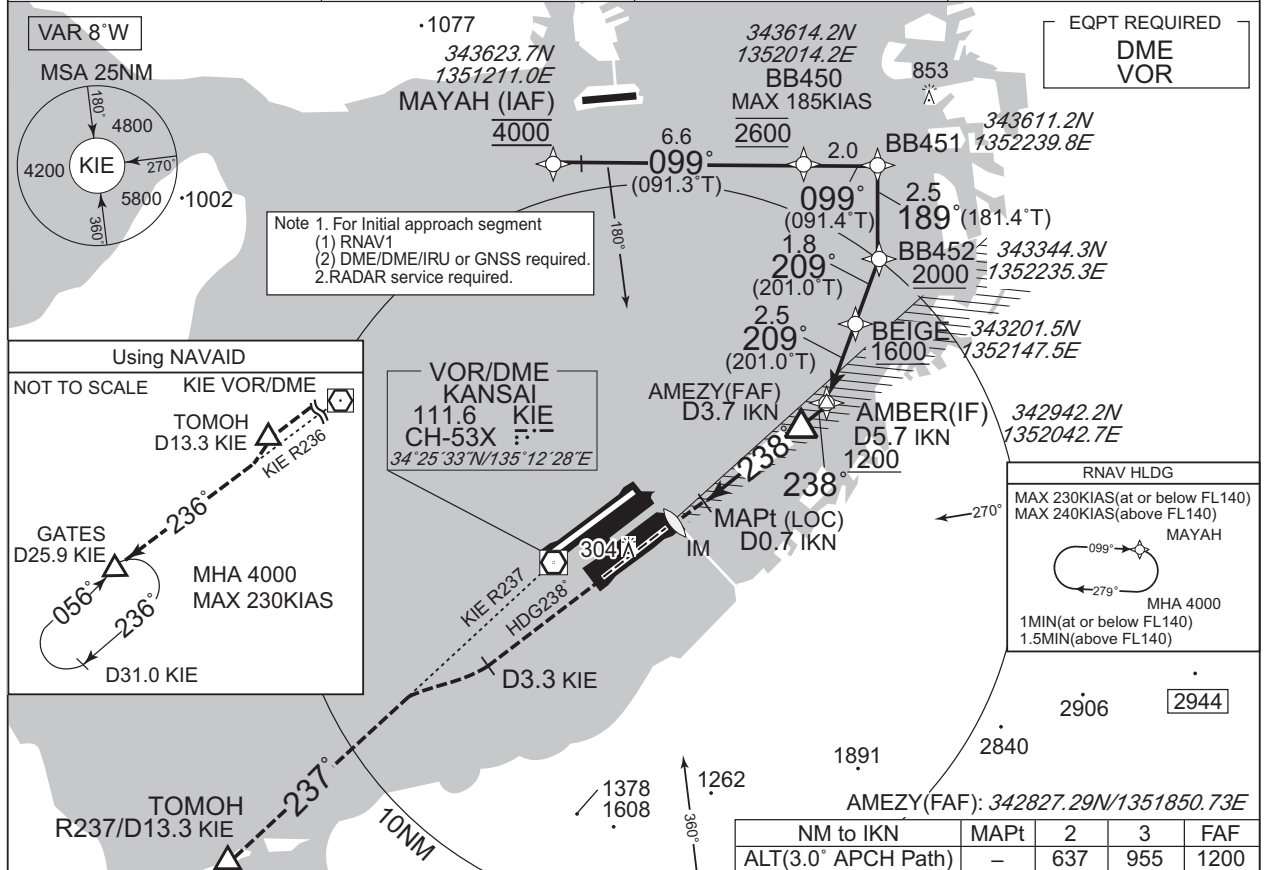 VAR 8˚W
MSA 25NM
180˚
4800
4200
KIE
270˚
5800
360˚
1077
1002
343623.7N
1351211.0E
MAYAH (IAF)
4000
343614.2N
1352014.2E
BB450
MAX 185KIAS
2600
853
EQPT REQUIRED
DME
VOR
343611.2N
1352239.8E
BB451
6.6
099˚
(091.3˚T)
2.0
099˚
(091.4˚T)
2.5
189˚(181.4˚T)
180˚
Note 1. For Initial approach segment
(1) RNAV1
(2) DME/DME/IRU or GNSS required.
2.RADAR service required.
1.8
209˚
(201.0˚T)
BB452
2000
343344.3N
1352235.3E
2.5
209˚
(201.0˚T)
BEIGE
1600
343201.5N
1352147.5E
Using NAVAID
NOT TO SCALE
KIE VOR/DME
TOMOH
D13.3 KIE
KIE R236
236˚
GATES
D25.9 KIE
056˚
236˚
MHA 4000
MAX 230KIAS
D31.0 KIE
VOR/DME
KANSAI
111.6 KIE
CH-53X
34˚25´33˝N/135˚12´28˝E
AMEZY(FAF)
D3.7 IKN
AMBER(IF)
D5.7 IKN
1200
342942.2N
1352042.7E
238˚
238˚
MAPt (LOC)
D0.7 IKN
IM
304
270˚
RNAV HLDG
MAX 230KIAS(at or below FL140)
MAX 240KIAS(above FL140)
MAYAH
099˚
279˚
MHA 4000
1MIN(at or below FL140)
1.5MIN(above FL140)
KIE R237
HDG238˚
D3.3 KIE
2944
2906
2840
1891
1262
1378
1608
360˚
237˚
TOMOH
R237/D13.3 KIE
10NM
AMEZY(FAF): 342827.29N/1351850.73E
NM to IKN MAPt 2 3 FAF
ALT(3.0˚ APCH Path) – 637 955 1200